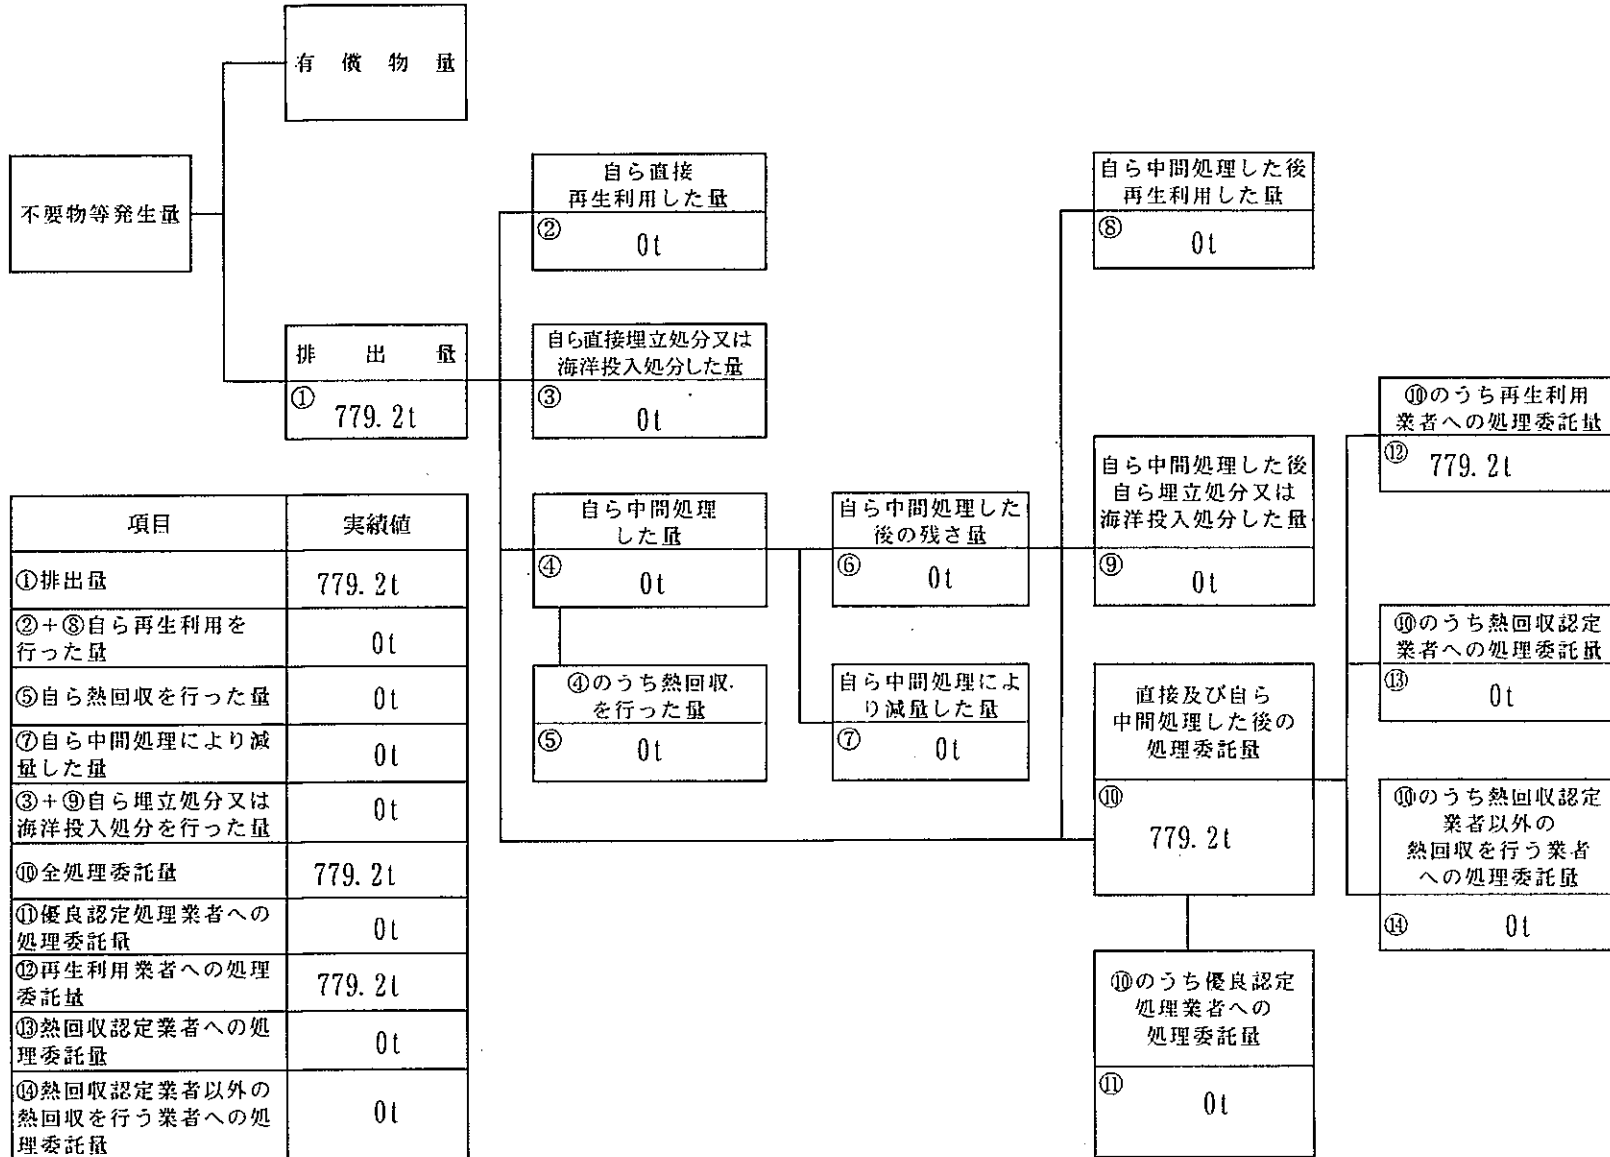 有 償 物 量
不要物等発生量
自ら直接
再生利用した量
② 0t
自ら中間処理した後
再生利用した量
⑧ 0t
排 出 量
① 779.2t
自ら直接埋立処分又は
海洋投入処分した量
③ 0t
⑩のうち再生利用
業者への処理委託量
⑫ 779.2t
自ら中間処理
した量
④ 0t
自ら中間処理した
後の残さ量
⑥ 0t
自ら中間処理した後
自ら埋立処分又は
海洋投入処分した量
⑨ 0t
⑩のうち熱回収認定
業者への処理委託量
⑬ 0t
④のうち熱回収
を行った量
⑤ 0t
自ら中間処理によ
り減量した量
⑦ 0t
直接及び自ら
中間処理した後の
処理委託量
⑩ 779.2t
⑩のうち熱回収認定
業者以外の
熱回収を行う業者
への処理委託量
⑭ 0t
⑩のうち優良認定
処理業者への
処理委託量
⑪ 0t
項目 実績値
①排出量 779.2t
②+⑧自ら再生利用を
行った量 0t
⑤自ら熱回収を行った量 0t
⑦自ら中間処理により減
量した量 0t
③+⑨自ら埋立処分又は
海洋投入処分を行った量 0t
⑩全処理委託量 779.2t
⑪優良認定処理業者への
処理委託量 0t
⑫再生利用業者への処理
委託量 779.2t
⑬熱回収認定業者への処
理委託量 0t
⑭熱回収認定業者以外の
熱回収を行う業者への処
理委託量 0t